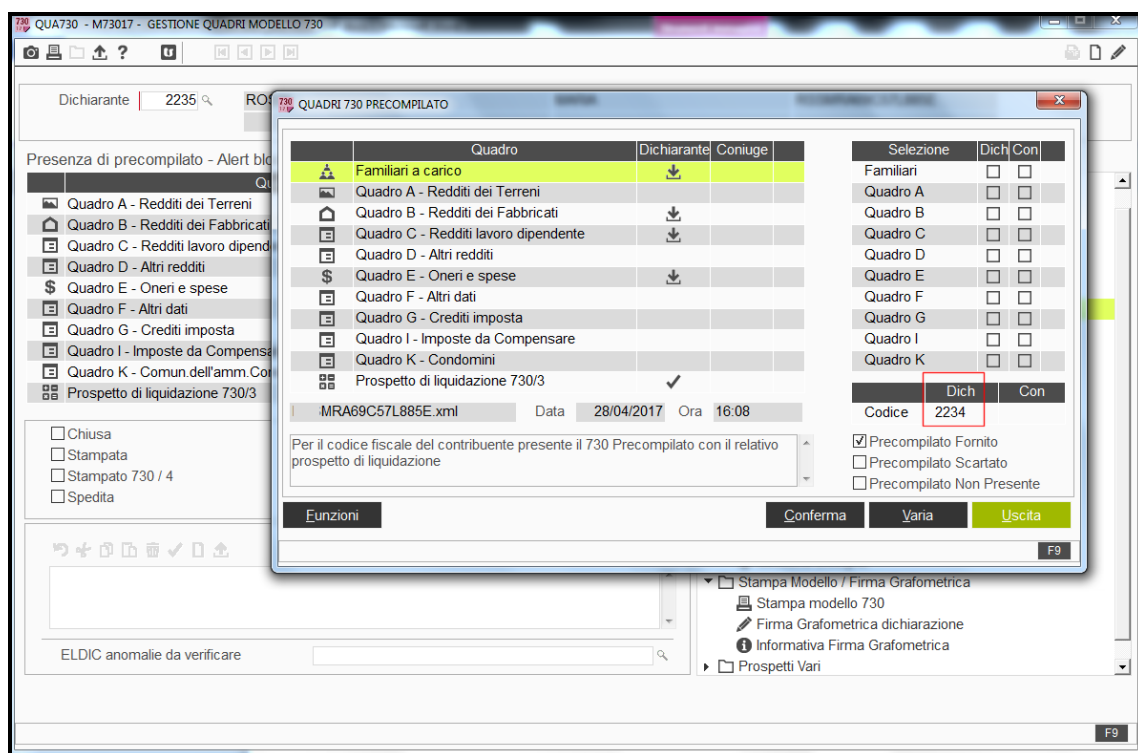 QUA730 - M73017 - GESTIONE QUADRI MODELLO 730
Dichiarante 2235 ROS
Presenza di precompilato - Alert blo
Qu
Quadro A - Redditi dei Terreni
Quadro B - Redditi dei Fabbricati
Quadro C - Redditi lavoro dipend
Quadro D - Altri redditi
Quadro E - Oneri e spese
Quadro F - Altri dati
Quadro G - Crediti imposta
Quadro I - Imposte da Compensa
Quadro K - Comun.dell'amm.Con
Prospetto di liquidazione 730/3
Chiusa
Stampata
Stampato 730 / 4
Spedita
ELDIC anomalie da verificare
QUADRI 730 PRECOMPILATO
Quadro Dichiarante Coniuge
Familiari a carico
Quadro A - Redditi dei Terreni
Quadro B - Redditi dei Fabbricati
Quadro C - Redditi lavoro dipendente
Quadro D - Altri redditi
Quadro E - Oneri e spese
Quadro F - Altri dati
Quadro G - Crediti imposta
Quadro I - Imposte da Compensare
Quadro K - Condomini
Prospetto di liquidazione 730/3
MRA69C57L885E.xml Data 28/04/2017 Ora 16:08
Per il codice fiscale del contribuente presente il 730 Precompilato con il relativo
prospetto di liquidazione
Selezione Dich Con
Familiari
Quadro A
Quadro B
Quadro C
Quadro D
Quadro E
Quadro F
Quadro G
Quadro I
Quadro K
Dich Con
Codice 2234
Precompilato Fornito
Precompilato Scartato
Precompilato Non Presente
Funzioni Conferma Varia Uscita
F9
Stampa Modello / Firma Grafometrica
Stampa modello 730
Firma Grafometrica dichiarazione
Informativa Firma Grafometrica
Prospetti Vari
F9